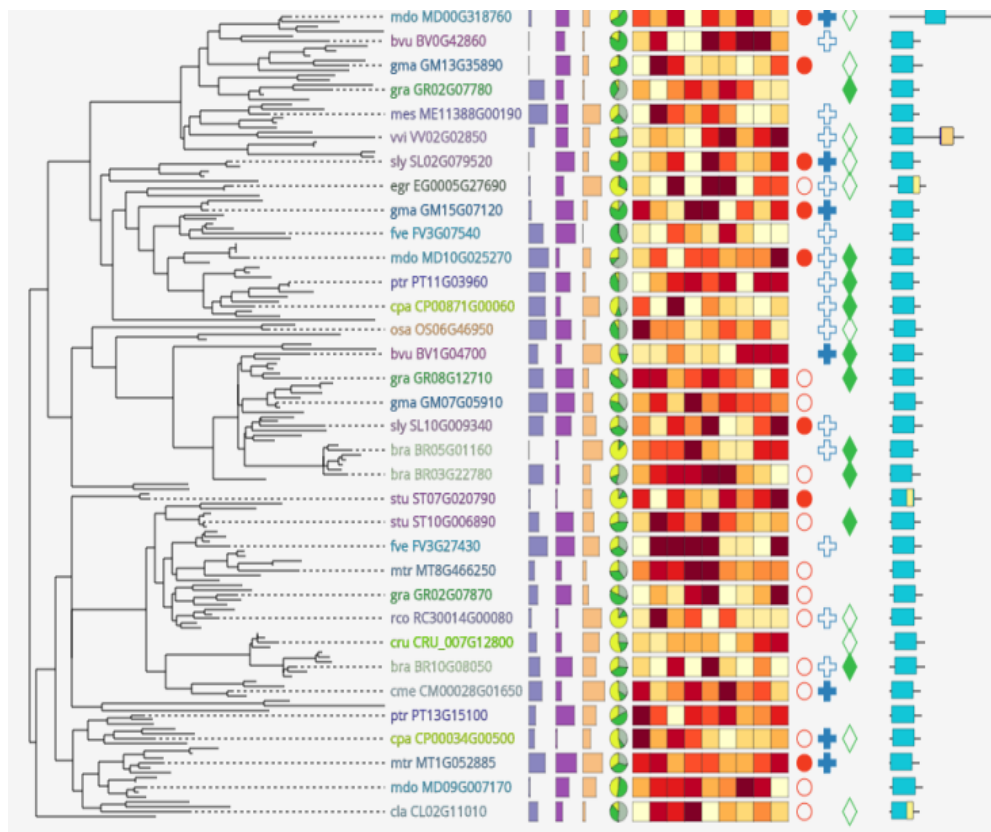 mdo MD00G318760
bvu BV0G42860
gma GM13G35890
gra GR02G07780
mes ME11388G00190
vvi VV02G02850
sly SL02G079520
egr EG0005G27690
gma GM15G07120
fve FV3G07540
mdo MD10G025270
ptr PT11G03960
cpa CP00871G00060
osa OS06G46950
bvu BV1G04700
gra GR08G12710
gma GM07G05910
sly SL10G009340
bra BR05G01160
bra BR03G22780
stu ST07G020790
stu ST10G006890
fve FV3G27430
mtr MT8G466250
gra GR02G07870
rco RC30014G00080
cru CRU_007G12800
bra BR10G08050
cme CM00028G01650
ptr PT13G15100
cpa CP00034G00500
mtr MT1G052885
mdo MD09G007170
cla CL02G11010